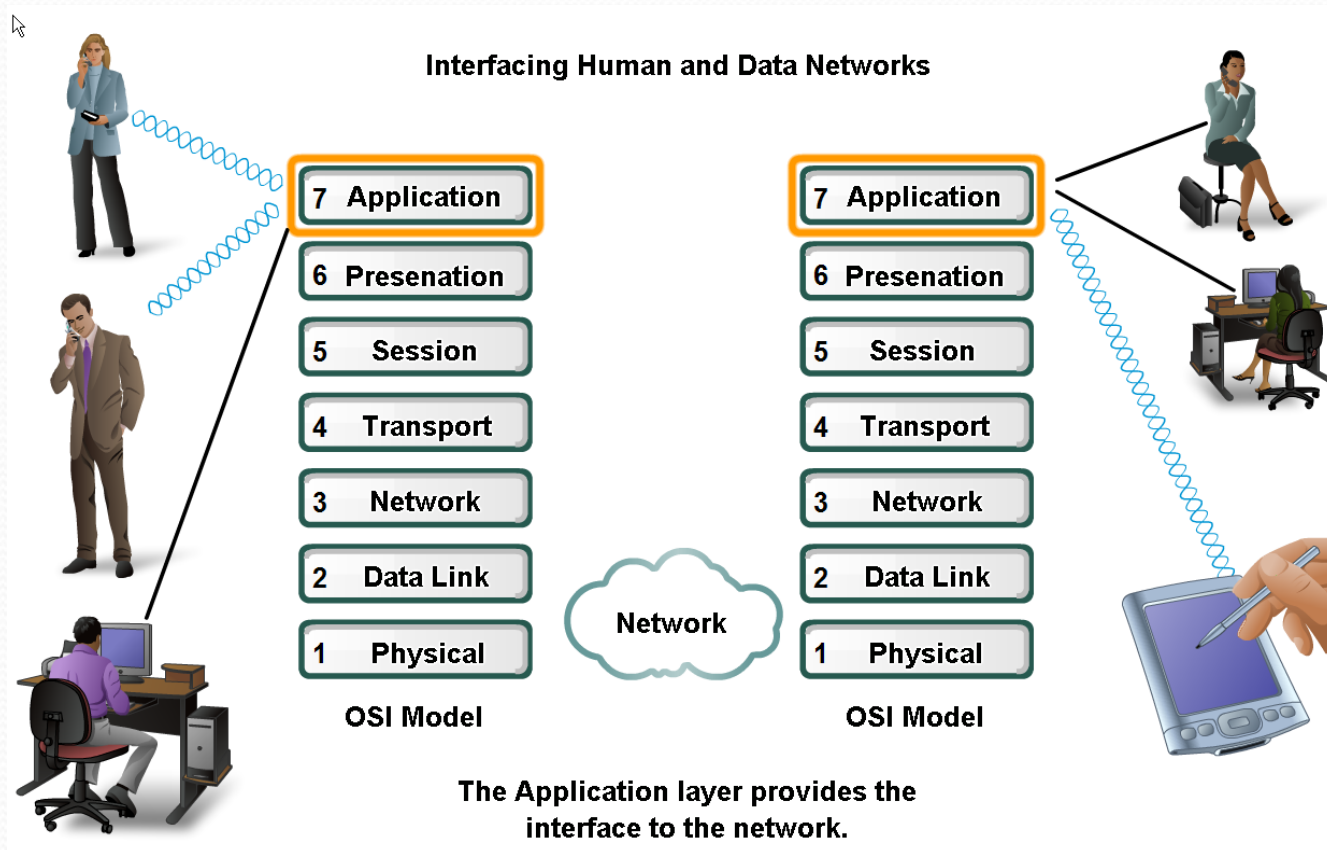 Interfacing Human and Data Networks
7 Application
6 Presenation
5 Session
4 Transport
3 Network
2 Data Link
1 Physical
OSI Model
Network
7 Application
6 Presenation
5 Session
4 Transport
3 Network
2 Data Link
1 Physical
OSI Model
The Application layer provides the
interface to the network.